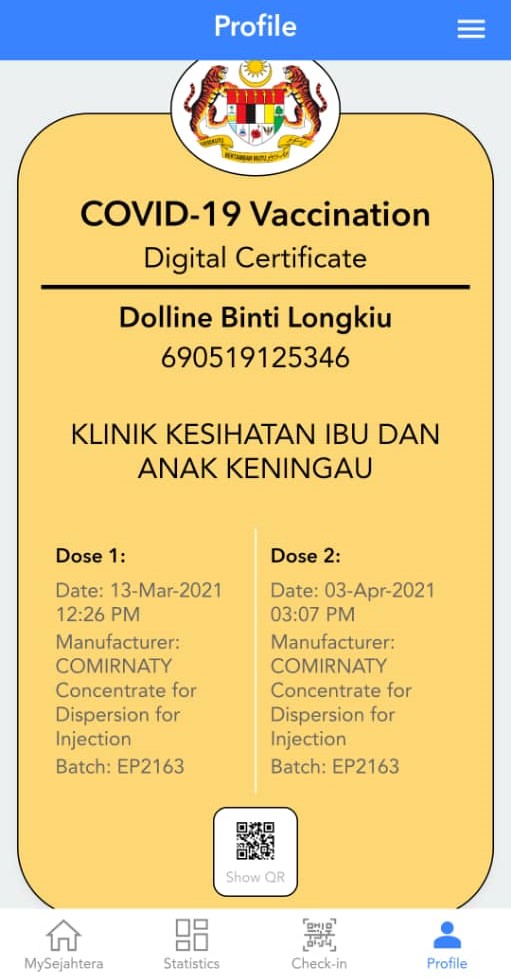 Profile
BERTAMBAH MUTU
COVID-19 Vaccination
Digital Certificate
Dolline Binti Longkiu
690519125346
KLINIK KESIHATAN IBU DAN
ANAK KENINGAU
Dose 1:
Date: 13-Mar-2021
12:26 PM
Manufacturer:
COMIRNATY
Concentrate for
Dispersion for
Injection
Batch: EP2163
Dose 2:
Date: 03-Apr-2021
03:07 PM
Manufacturer:
COMIRNATY
Concentrate for
Dispersion for
Injection
Batch: EP2163
Show QR
MySejahtera
Statistics
Check-in
Profile